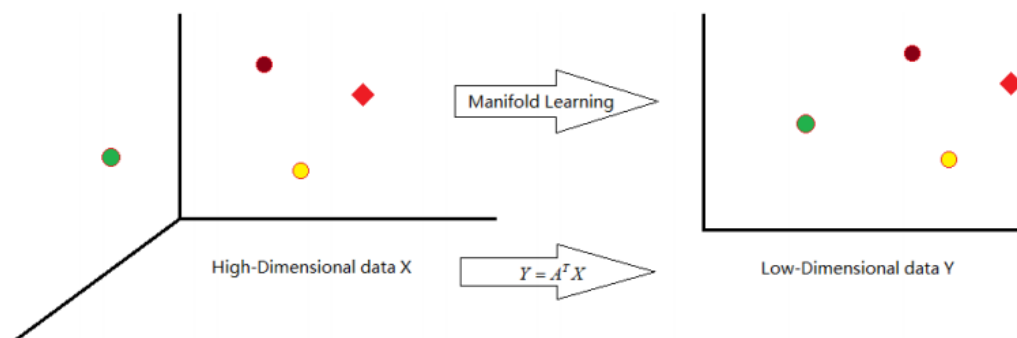 Manifold Learning
High-Dimensional data X
Y = A^T X
Low-Dimensional data Y